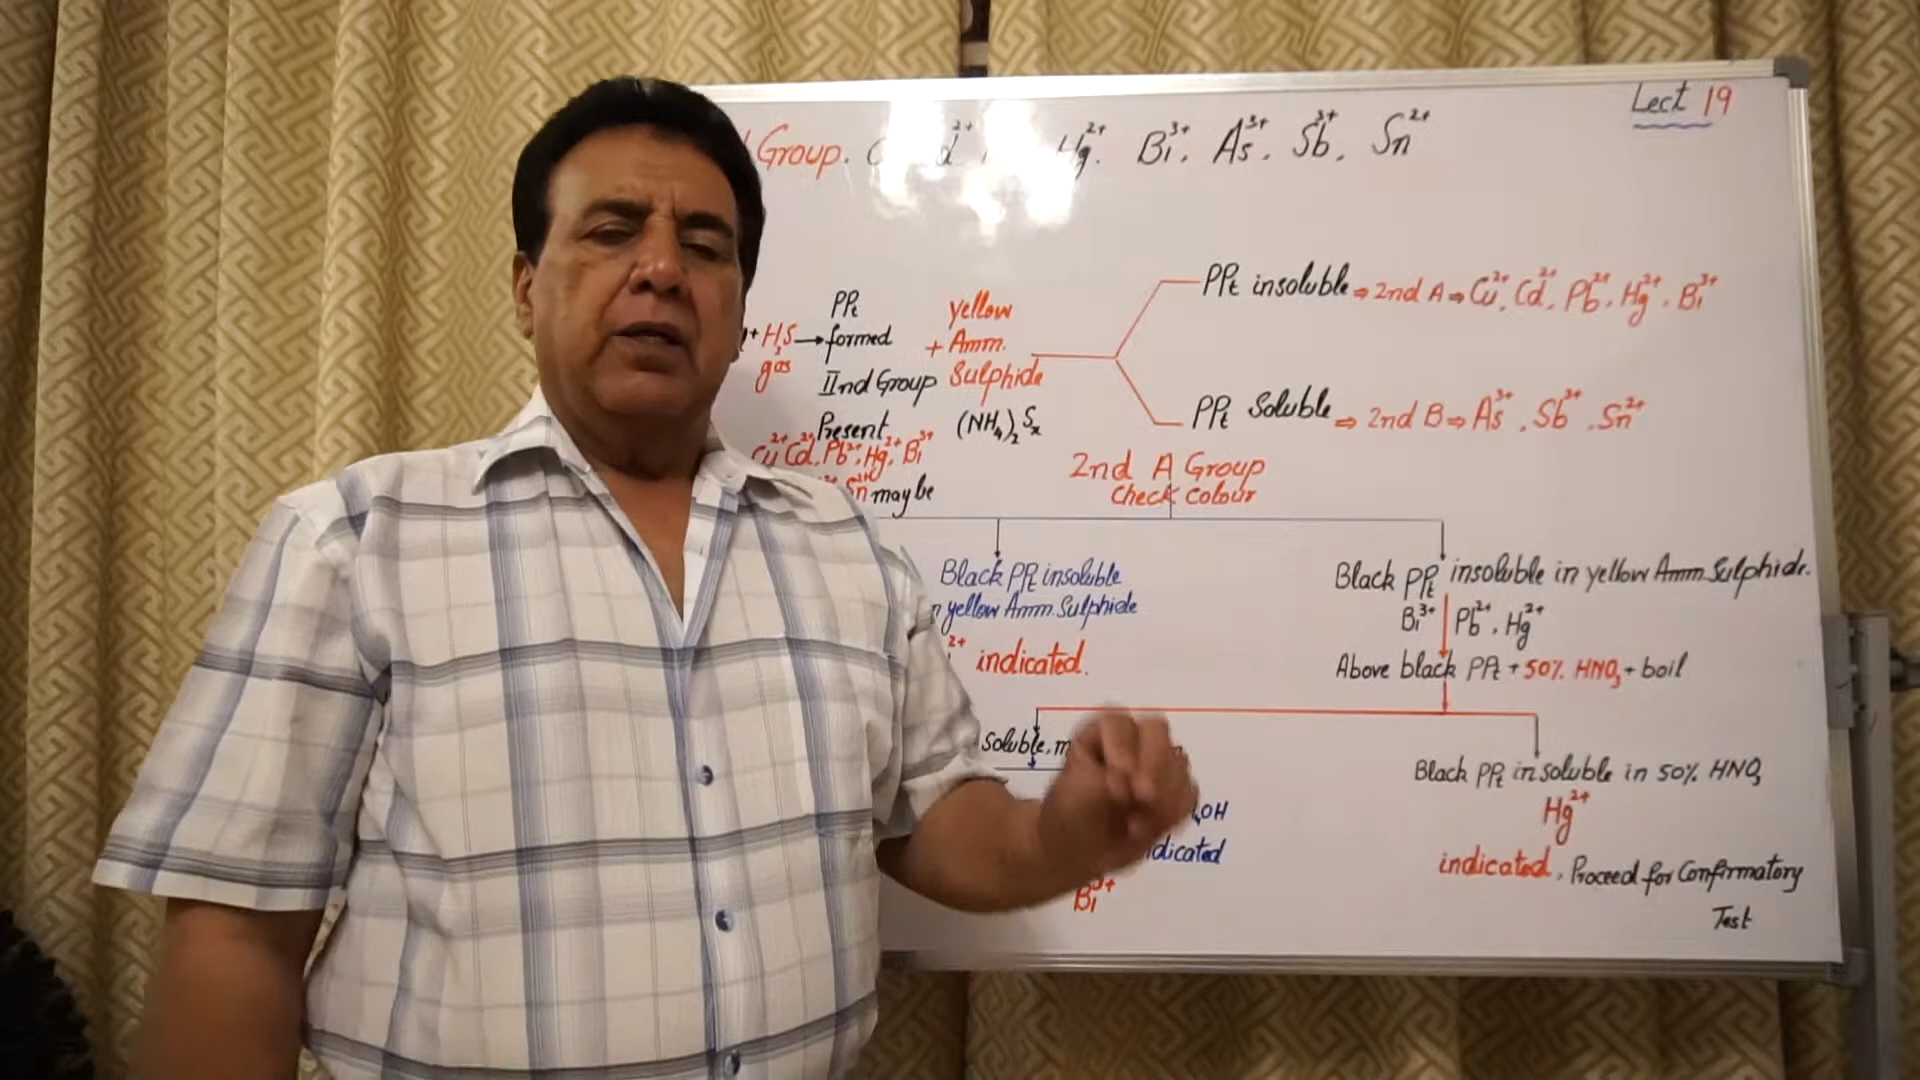 Lect 19
Group. Hg²⁺. Bi³⁺. As³⁺. Sb³⁺. Sn²⁺
PPt insoluble ⇒ 2nd A ⇒ Cu²⁺, Cd²⁺, Pb²⁺, Hg²⁺, Bi³⁺
PPt yellow
+ H₂S → formed + Amm.
gas IInd Group Sulphide
Present (NH₄)₂Sₓ
PPt Soluble ⇒ 2nd B ⇒ As³⁺, Sb³⁺, Sn²⁺
Cu²⁺ Cd²⁺, Pb²⁺, Hg²⁺, Bi³⁺
Sn may be
2nd A Group
Check Colour
Black PPt insoluble
yellow Amm. Sulphide
2+ indicated.
Black PPt insoluble in yellow Amm Sulphide.
Bi³⁺ Pb²⁺, Hg²⁺
Above black PPt + 50% HNO₃ + boil
soluble,
₄OH
Bi³⁺
Black PPt insoluble in 50% HNO₃
Hg²⁺
indicated, Proceed for Confirmatory
Test